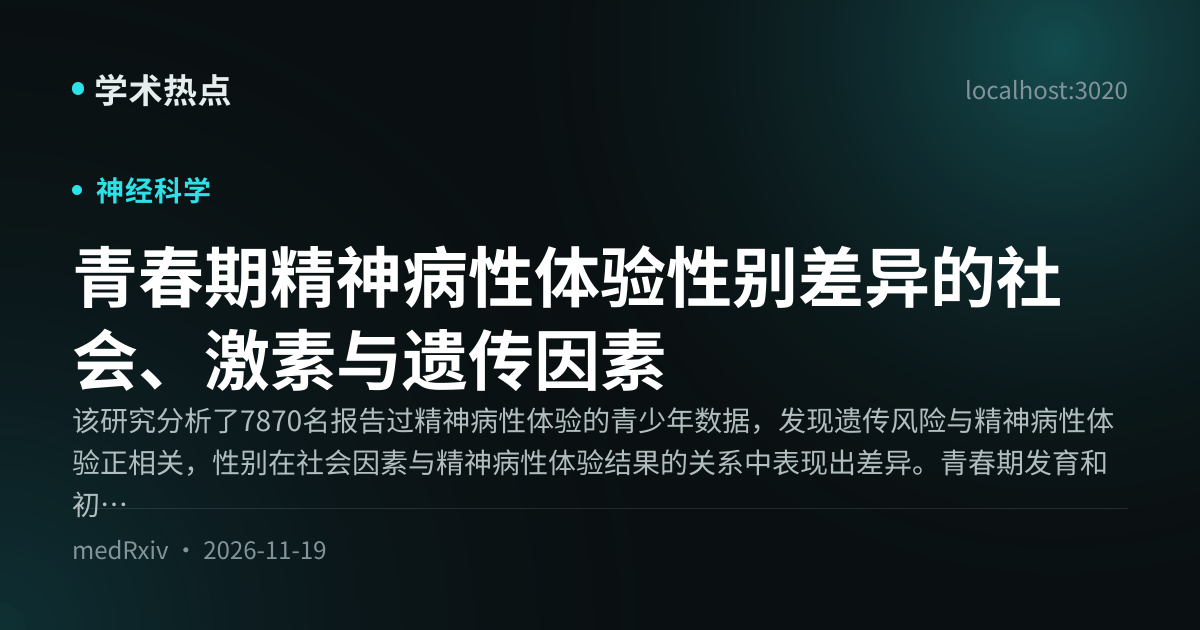 学术热点
localhost:3020
神经科学
青春期精神病性体验性别差异的社
会、激素与遗传因素
该研究分析了7870名报告过精神病性体验的青少年数据，发现遗传风险与精神病性体
验正相关，性别在社会因素与精神病性体验结果的关系中表现出差异。青春期发育和
初…
medRxiv • 2026-11-19